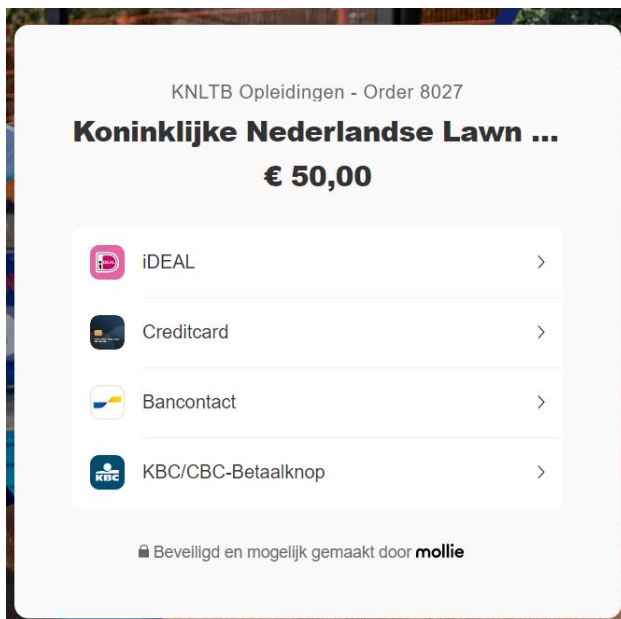 KNLTB Opleidingen - Order 8027
Koninklijke Nederlandse Lawn ...
€ 50,00
iDEAL
Creditcard
Bancontact
KBC KBC/CBC-Betaalknop
Beveiligd en mogelijk gemaakt door mollie